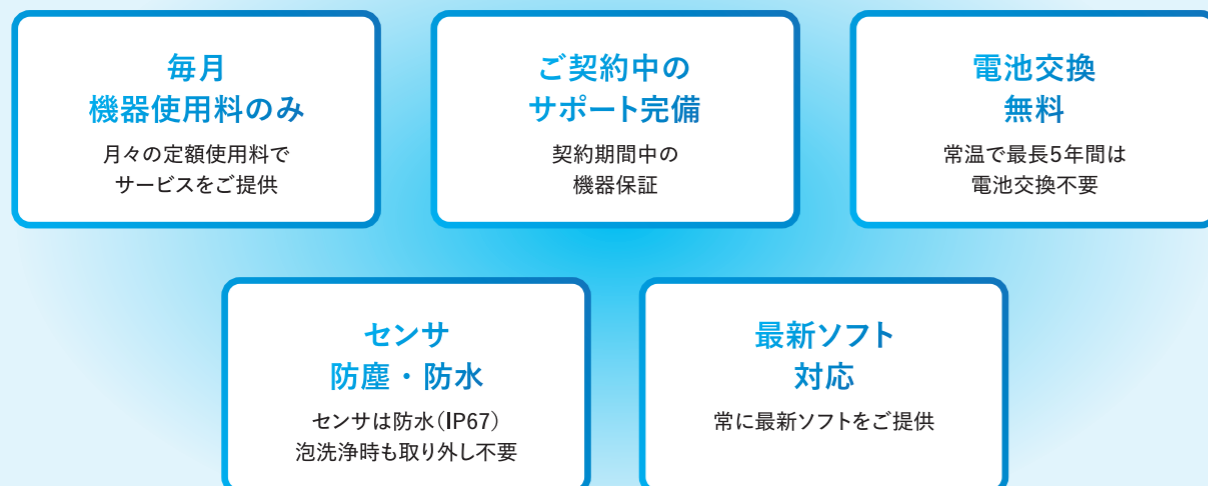 毎月
機器使用料のみ
月々の定額使用料で
サービスをご提供
ご契約中の
サポート完備
契約期間中の
機器保証
電池交換
無料
常温で最長5年間は
電池交換不要
センサ
防塵・防水
センサは防水(IP67)
泡洗浄時も取り外し不要
最新ソフト
対応
常に最新ソフトをご提供